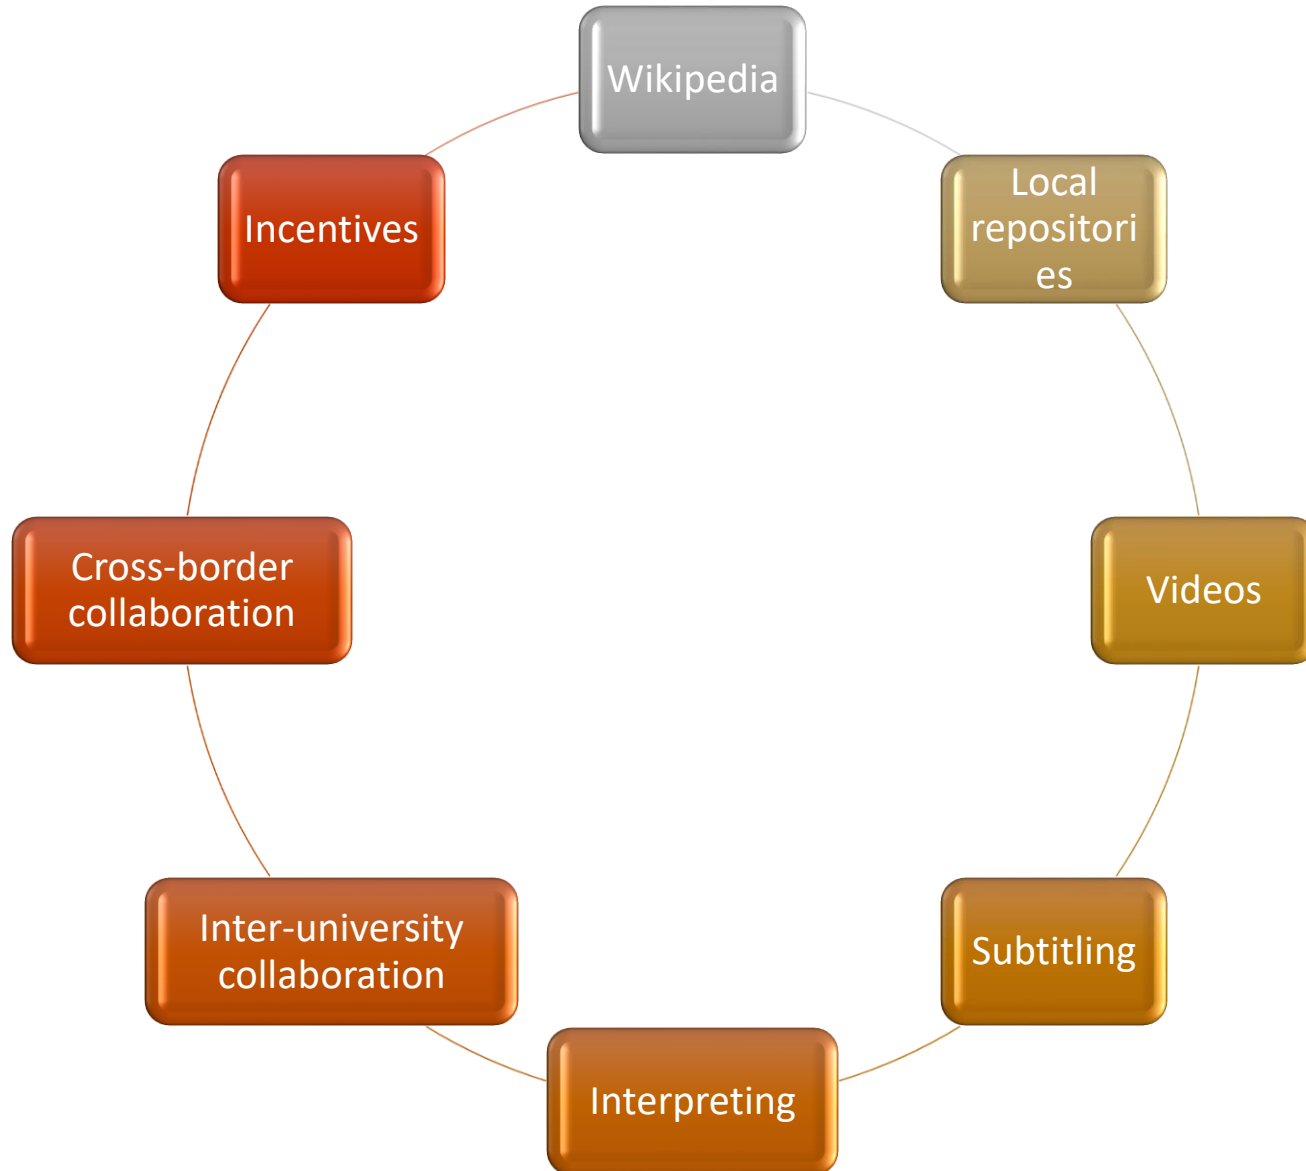 Wikipedia
Local
repositori
es
Videos
Subtitling
Interpreting
Inter-university
collaboration
Cross-border
collaboration
Incentives